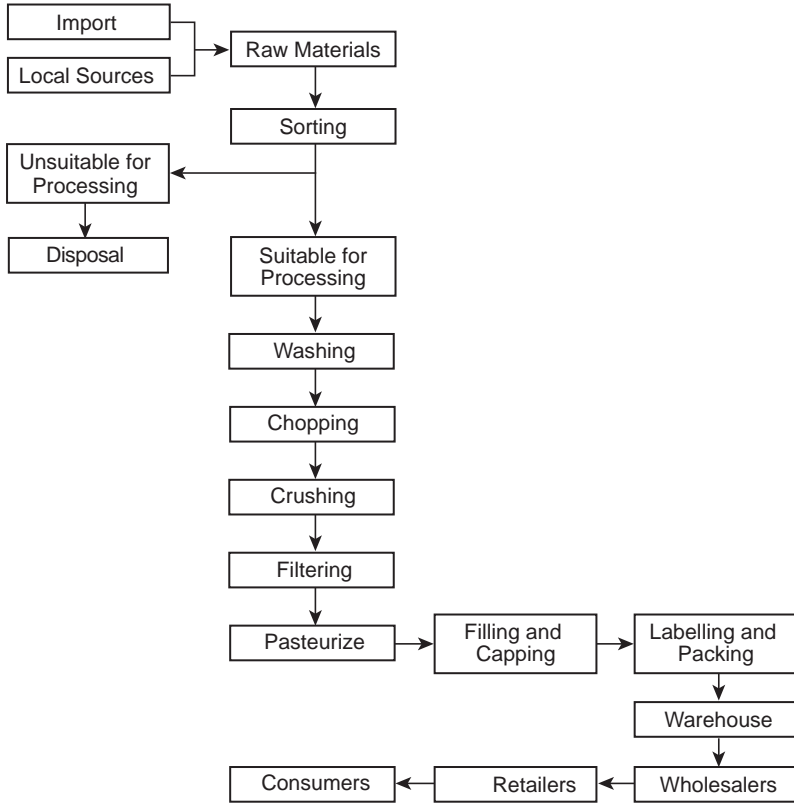 Import
Local Sources
Raw Materials
Sorting
Unsuitable for
Processing
Disposal
Suitable for
Processing
Washing
Chopping
Crushing
Filtering
Pasteurize
Filling and
Capping
Labelling and
Packing
Warehouse
Wholesalers
Retailers
Consumers